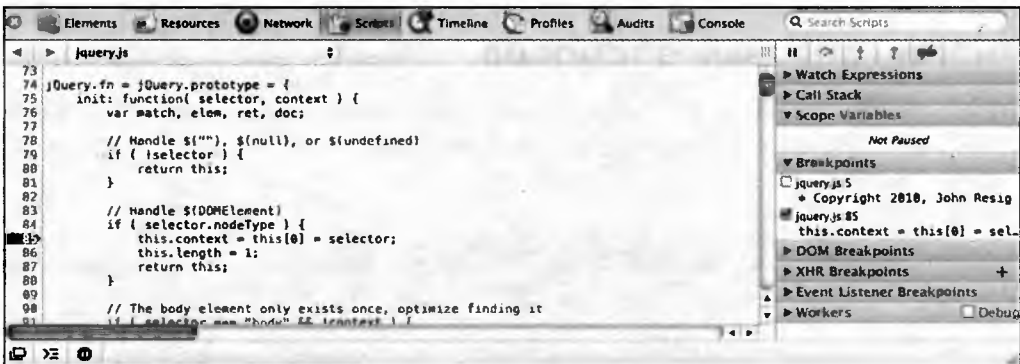 Elements Resources Network Scripts Timeline Profiles Audits Console Search Scripts
jquery.js
73
74 jQuery.fn = jQuery.prototype = {
75 init: function( selector, context ) {
76 var match, elem, ret, doc;
77
78 // Handle $(""), $(null), or $(undefined)
79 if ( !selector ) {
80 return this;
81 }
82
83 // Handle $(DOMElement)
84 if ( selector.nodeType ) {
85 this.context = this[0] = selector;
86 this.length = 1;
87 return this;
88 }
89
90 // The body element only exists once, optimize finding it
91 if ( selector === "body" && !context ) {
Watch Expressions
Call Stack
Scope Variables
Not Paused
Breakpoints
jquery.js 5
* Copyright 2010, John Resig
jquery.js 85
this.context = this[0] = sel…
DOM Breakpoints
XHR Breakpoints +
Event Listener Breakpoints
Workers Debug